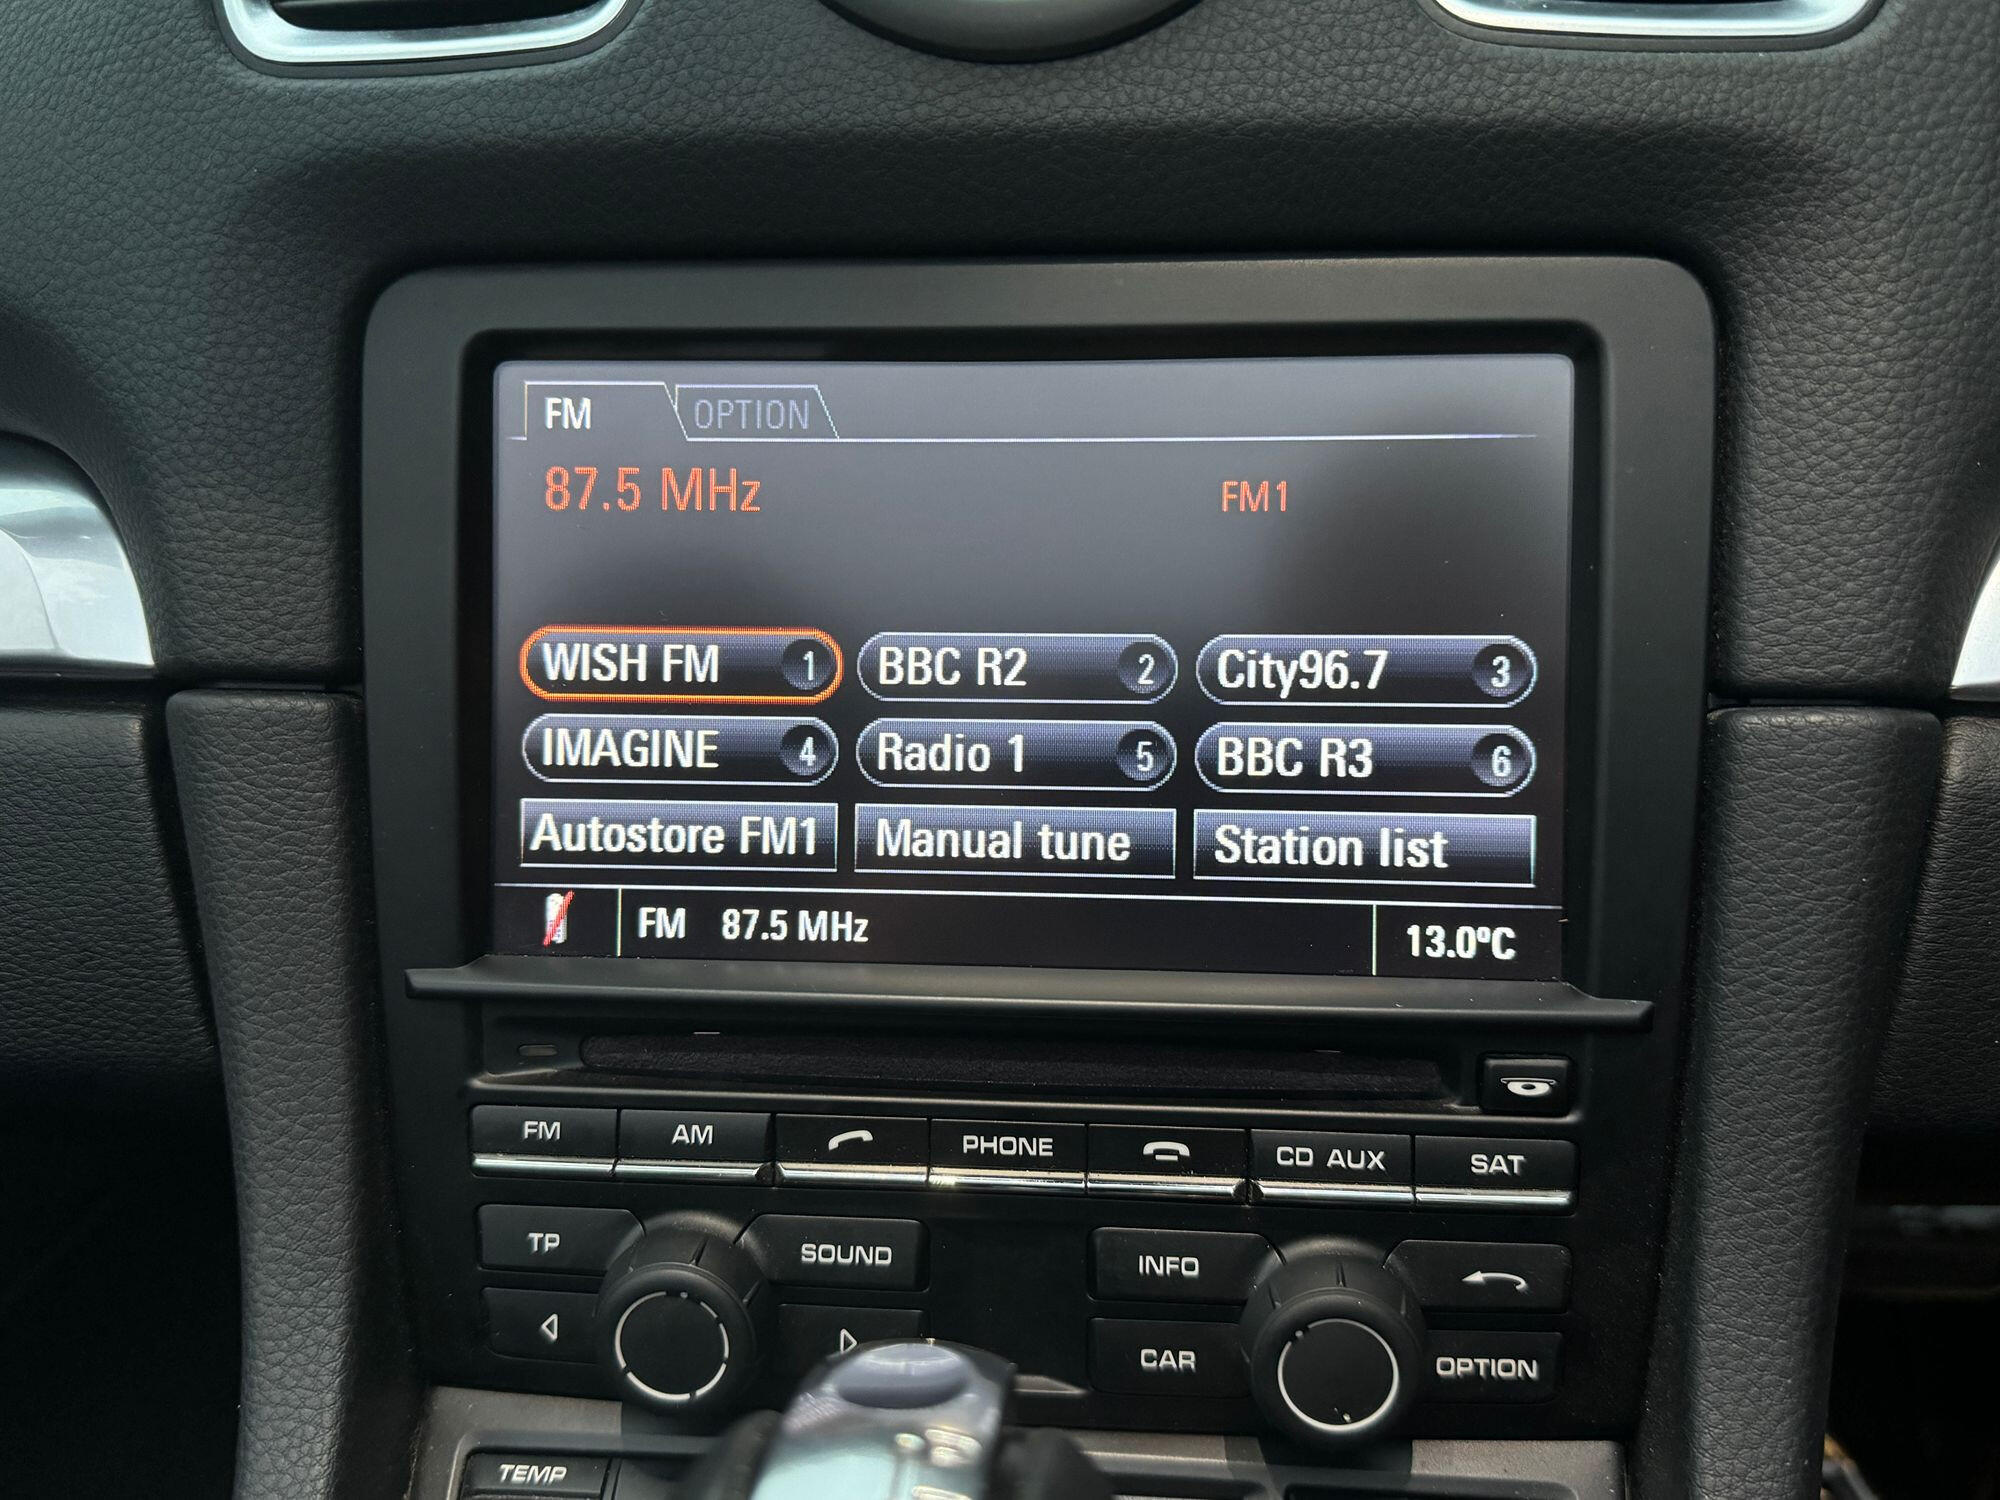 FM OPTION
87.5 MHz FM1
WISH FM 1 BBC R2 2 City96.7 3
IMAGINE 4 Radio 1 5 BBC R3 6
Autostore FM1 Manual tune Station list
FM 87.5 MHz 13.0ºC
FM AM PHONE CD AUX SAT
TP SOUND INFO
CAR OPTION
TEMP